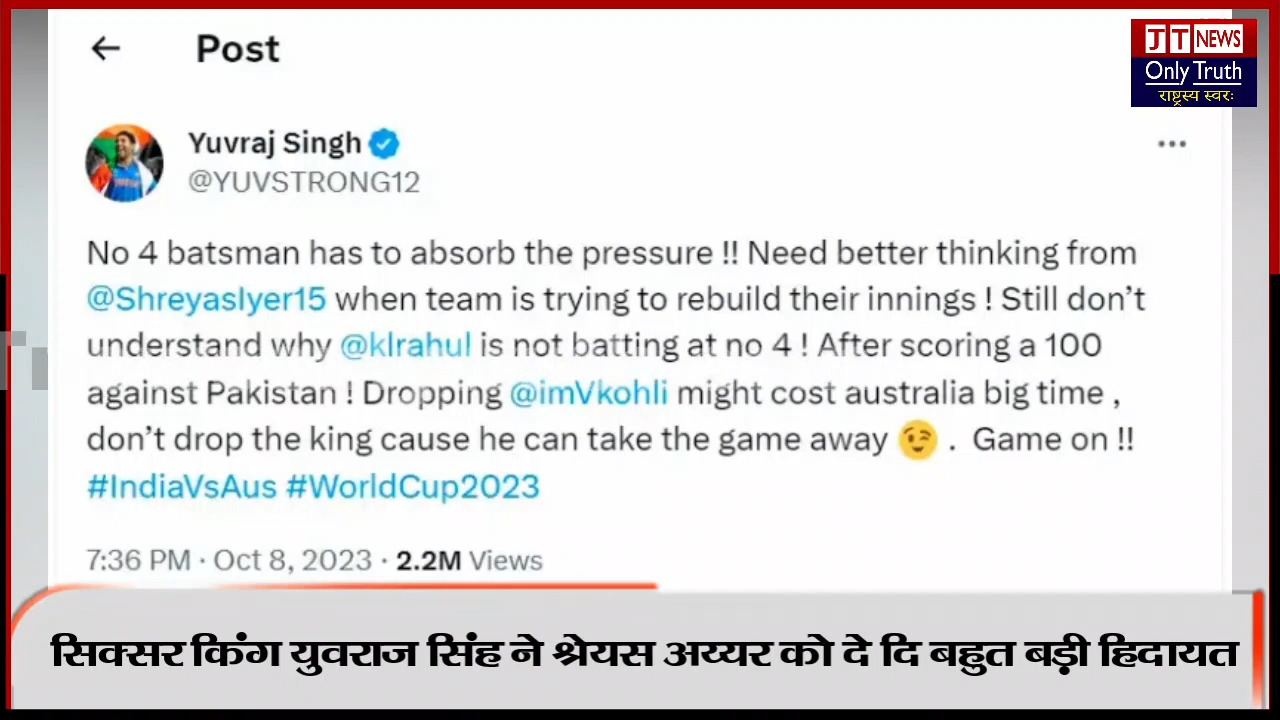 Post
JT NEWS
Only Truth
राष्ट्रस्य स्वरः
Yuvraj Singh
@YUVSTRONG12
No 4 batsman has to absorb the pressure !! Need better thinking from
@ShreyasIyer15 when team is trying to rebuild their innings ! Still don’t
understand why @klrahul is not batting at no 4 ! After scoring a 100
against Pakistan ! Dropping @imVkohli might cost australia big time ,
don’t drop the king cause he can take the game away 😉 . Game on !!
#IndiaVsAus #WorldCup2023
7:36 PM · Oct 8, 2023 · 2.2M Views
सिक्सर किंग युवराज सिंह ने श्रेयस अय्यर को दे दि बहुत बड़ी हिदायत